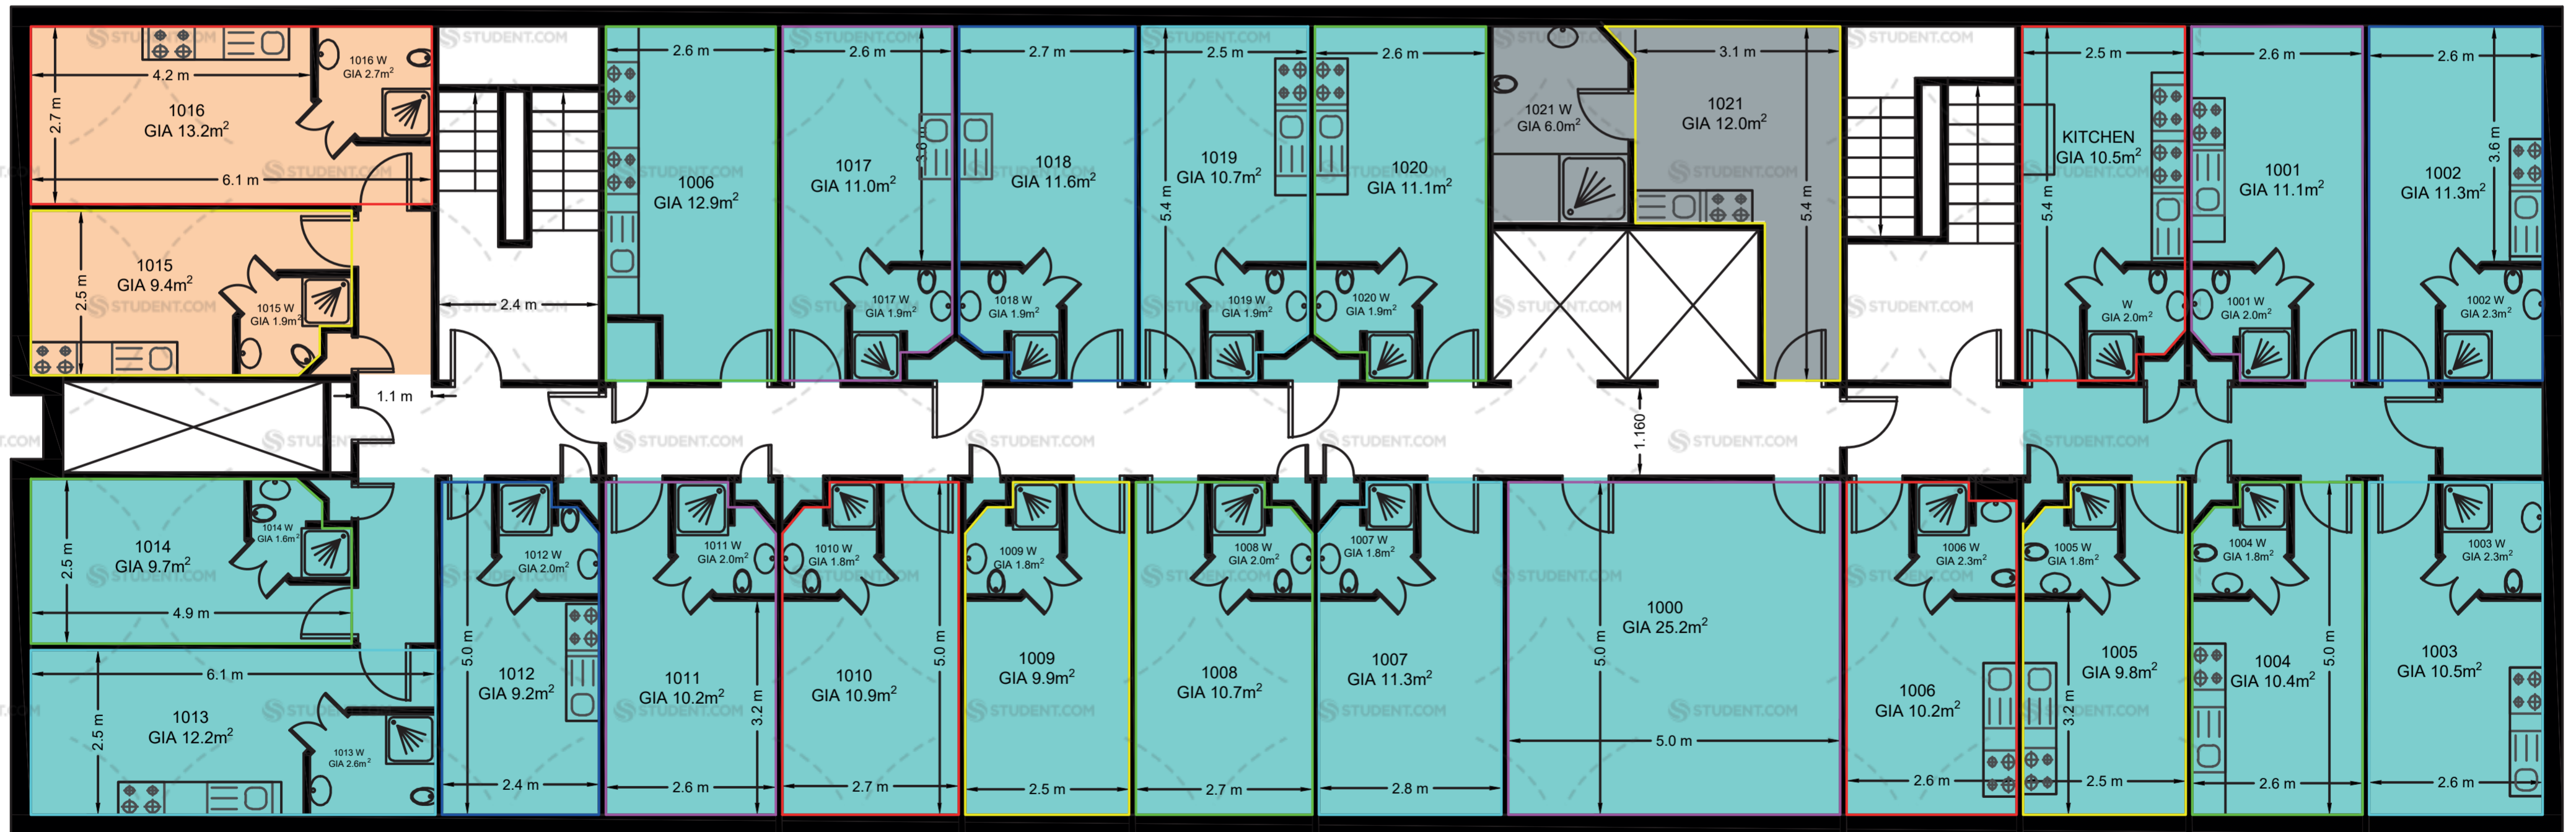 1016 W
GIA 2.7m²
4.2 m
1016
GIA 13.2m²
2.7 m
6.1 m
1015
GIA 9.4m²
2.5 m
1015 W
GIA 1.9m²
2.4 m
1.1 m
2.6 m
1006
GIA 12.9m²
2.6 m
1017
GIA 11.0m²
3.6 m
1017 W
GIA 1.9m²
2.7 m
1018
GIA 11.6m²
1018 W
GIA 1.9m²
2.5 m
1019
GIA 10.7m²
5.4 m
1019 W
GIA 1.9m²
2.6 m
1020
GIA 11.1m²
1020 W
GIA 1.9m²
1021 W
GIA 6.0m²
3.1 m
1021
GIA 12.0m²
5.4 m
2.5 m
KITCHEN
GIA 10.5m²
5.4 m
W
GIA 2.0m²
2.6 m
1001
GIA 11.1m²
1001 W
GIA 2.0m²
2.6 m
3.6 m
1002
GIA 11.3m²
1002 W
GIA 2.3m²
1.160
1014 W
GIA 1.6m²
1014
GIA 9.7m²
2.5 m
4.9 m
6.1 m
1013
GIA 12.2m²
2.5 m
1013 W
GIA 2.6m²
1012 W
GIA 2.0m²
5.0 m
1012
GIA 9.2m²
2.4 m
1011 W
GIA 2.0m²
1011
GIA 10.2m²
3.2 m
2.6 m
1010 W
GIA 1.8m²
5.0 m
1010
GIA 10.9m²
2.7 m
1009 W
GIA 1.8m²
1009
GIA 9.9m²
2.5 m
1008 W
GIA 2.0m²
1008
GIA 10.7m²
2.7 m
1007 W
GIA 1.8m²
1007
GIA 11.3m²
2.8 m
1000
GIA 25.2m²
5.0 m
5.0 m
1006 W
GIA 2.3m²
1006
GIA 10.2m²
2.6 m
1005 W
GIA 1.8m²
1005
GIA 9.8m²
3.2 m
2.5 m
1004 W
GIA 1.8m²
5.0 m
1004
GIA 10.4m²
2.6 m
1003 W
GIA 2.3m²
1003
GIA 10.5m²
2.6 m
STUDENT.COM